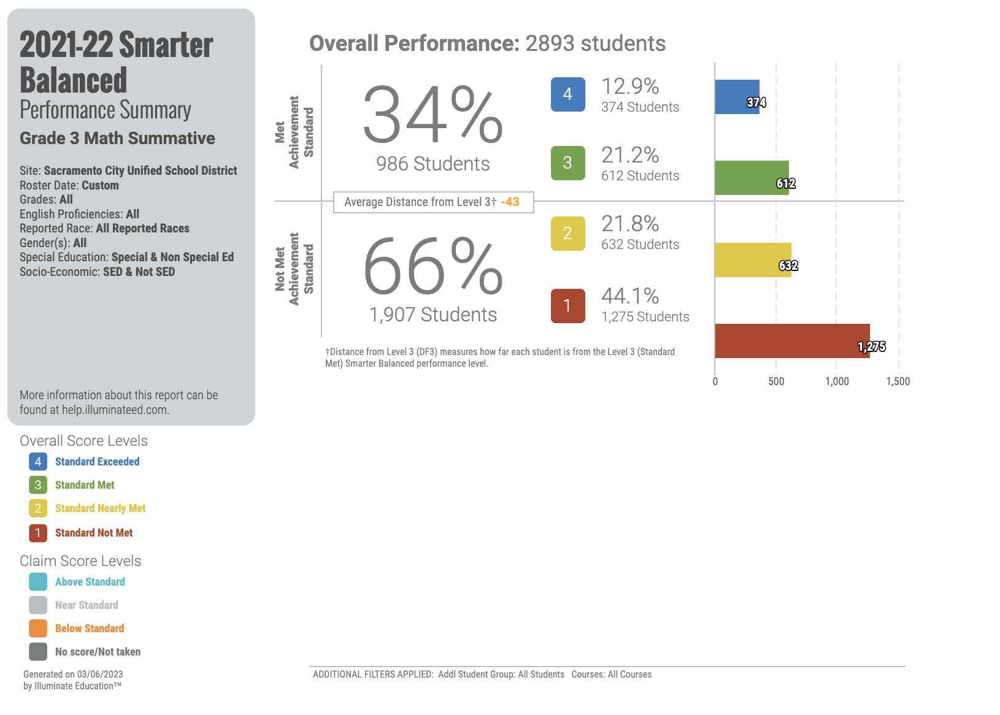 2021-22 Smarter
Balanced
Performance Summary
Grade 3 Math Summative
Site: Sacramento City Unified School District
Roster Date: Custom
Grades: All
English Proficiencies: All
Reported Race: All Reported Races
Gender(s): All
Special Education: Special & Non Special Ed
Socio-Economic: SED & Not SED
More information about this report can be
found at help.illuminateed.com.
Overall Score Levels
4 Standard Exceeded
3 Standard Met
2 Standard Nearly Met
1 Standard Not Met
Claim Score Levels
Above Standard
Near Standard
Below Standard
No score/Not taken
Generated on 03/06/2023
by Illuminate Education™
Overall Performance: 2893 students
Met
Achievement
Standard
34%
986 Students
4
12.9%
374 Students
3
21.2%
612 Students
Average Distance from Level 3† -43
Not Met
Achievement
Standard
66%
1,907 Students
2
21.8%
632 Students
1
44.1%
1,275 Students
†Distance from Level 3 (DF3) measures how far each student is from the Level 3 (Standard
Met) Smarter Balanced performance level.
374
612
632
1,275
0 500 1,000 1,500
ADDITIONAL FILTERS APPLIED: Addl Student Group: All Students Courses: All Courses